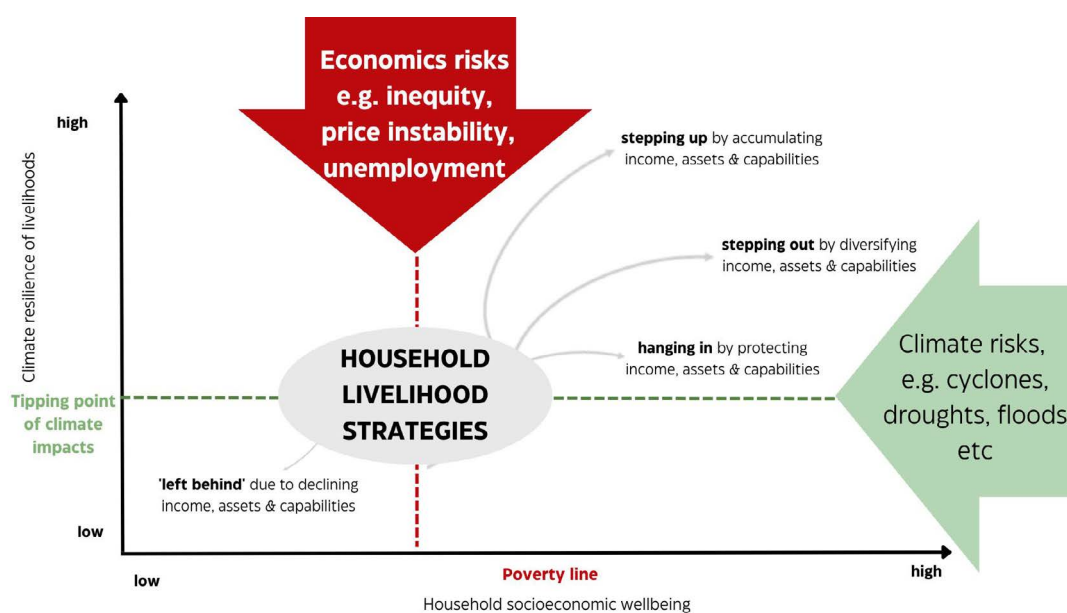 Economics risks
e.g. inequity,
price instability,
unemployment
high
Climate resilience of livelihoods
stepping up by accumulating
income, assets & capabilities
stepping out by diversifying
income, assets & capabilities
HOUSEHOLD
LIVELIHOOD
STRATEGIES
hanging in by protecting
income, assets & capabilities
Climate risks,
e.g. cyclones,
droughts, floods
etc
Tipping point
of climate
impacts
'left behind' due to declining
income, assets & capabilities
low
low
Poverty line
high
Household socioeconomic wellbeing